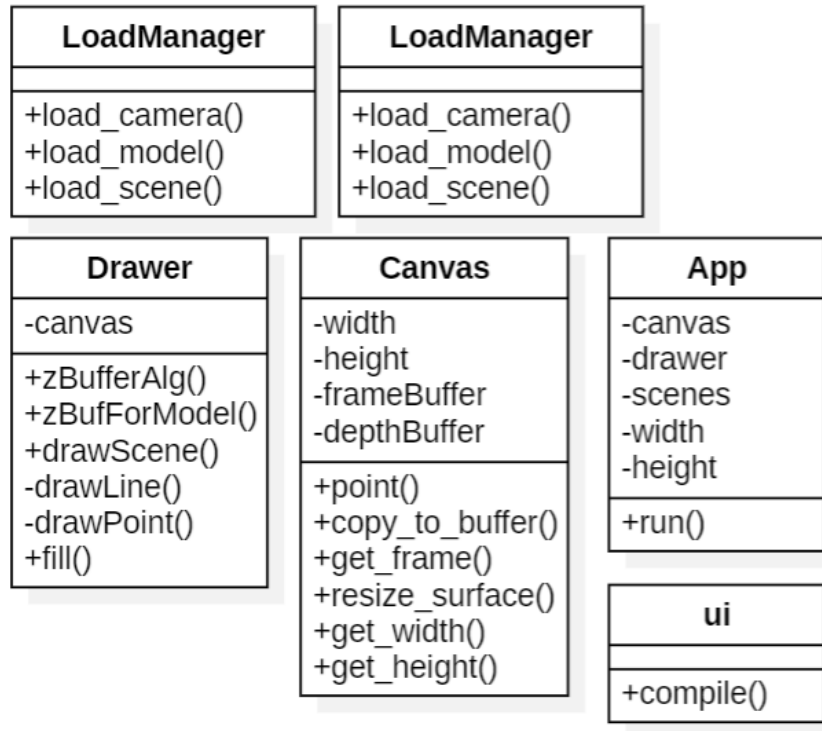 LoadManager
+load_camera()
+load_model()
+load_scene()
LoadManager
+load_camera()
+load_model()
+load_scene()
Drawer
-canvas
+zBufferAlg()
+zBufForModel()
+drawScene()
-drawLine()
-drawPoint()
+fill()
Canvas
-width
-height
-frameBuffer
-depthBuffer
+point()
+copy_to_buffer()
+get_frame()
+resize_surface()
+get_width()
+get_height()
App
-canvas
-drawer
-scenes
-width
-height
+run()
ui
+compile()